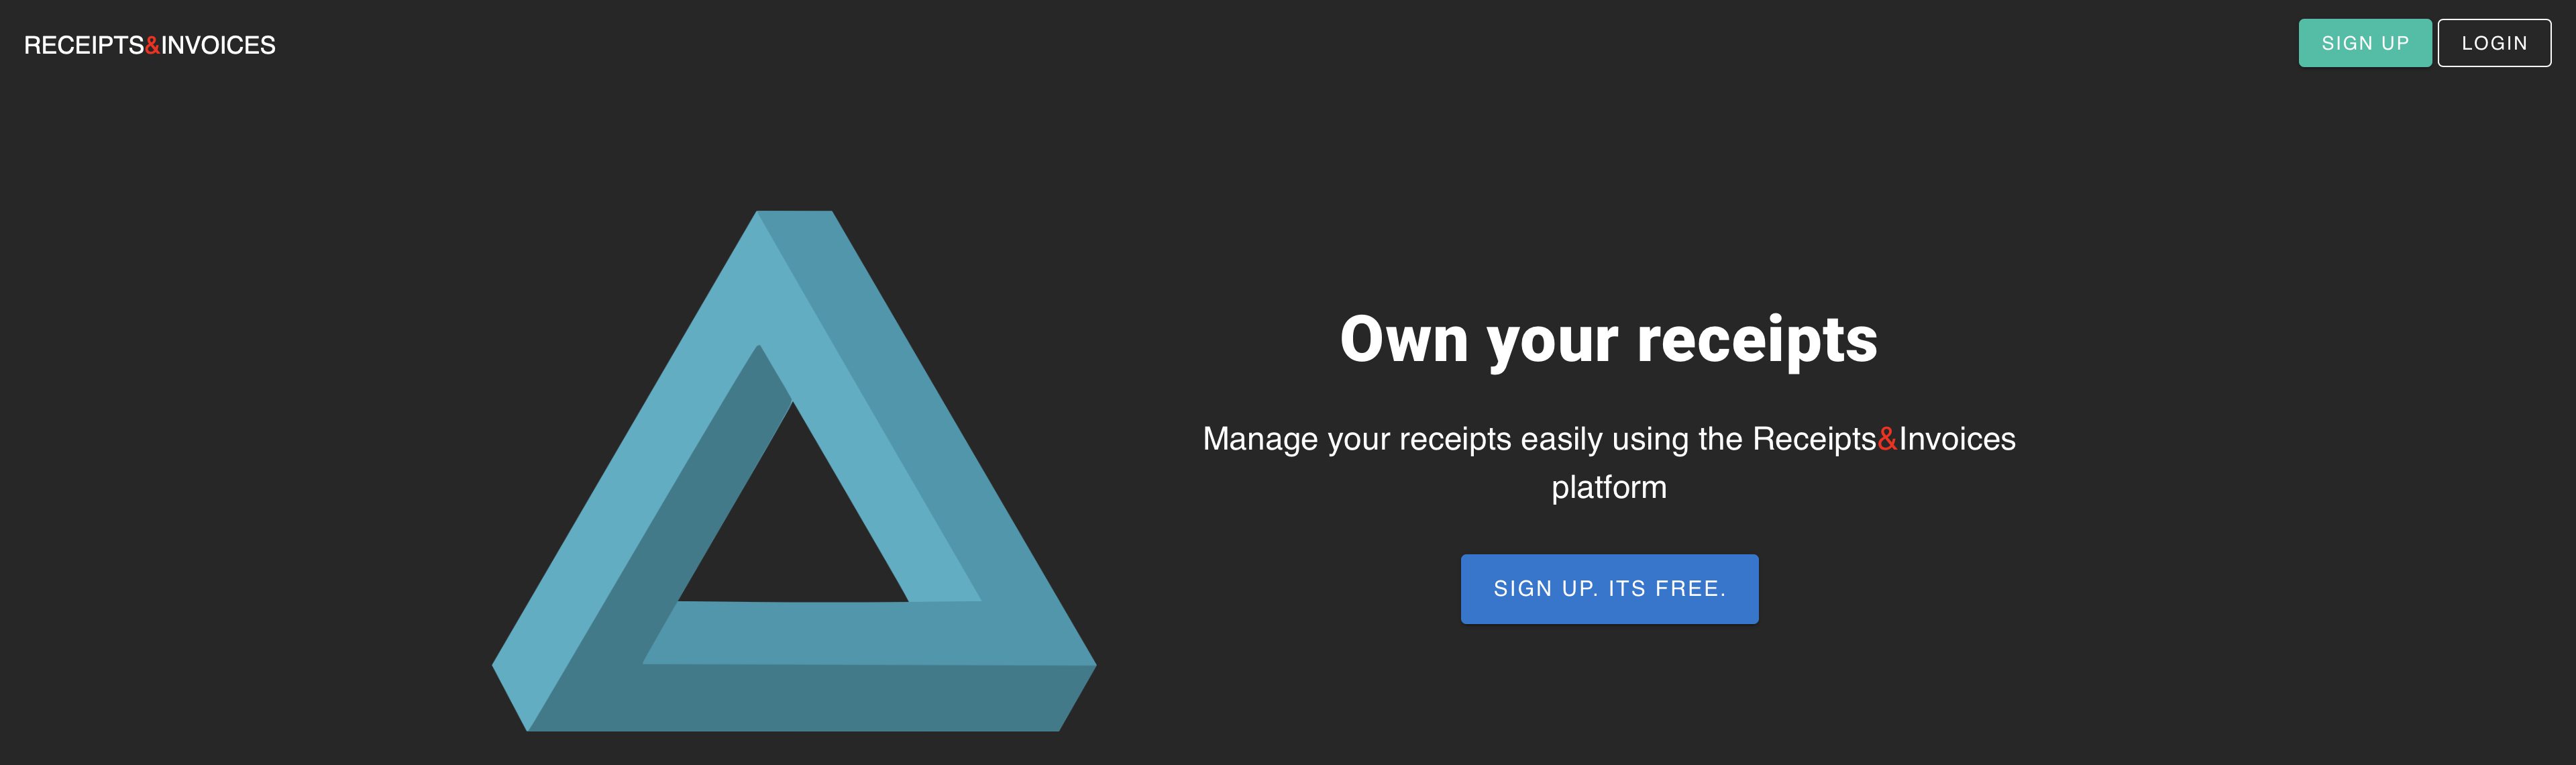 RECEIPTS&INVOICES
SIGN UP
LOGIN
Own your receipts
Manage your receipts easily using the Receipts&Invoices
platform
SIGN UP. ITS FREE.